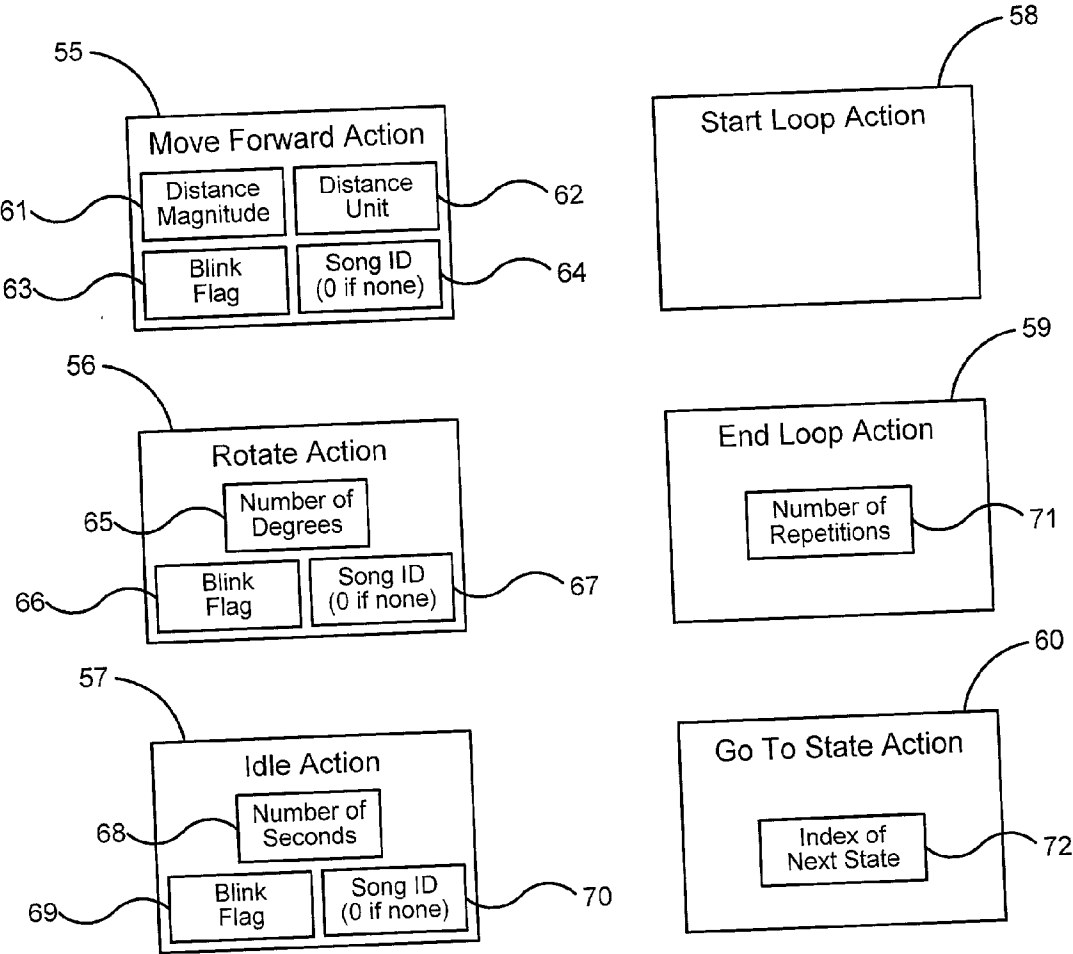 55
Move Forward Action
61
Distance
Magnitude
Distance
Unit
62
63
Blink
Flag
Song ID
(0 if none)
64
58
Start Loop Action
56
Rotate Action
65
Number of
Degrees
66
Blink
Flag
Song ID
(0 if none)
67
59
End Loop Action
Number of
Repetitions
71
57
Idle Action
68
Number of
Seconds
69
Blink
Flag
Song ID
(0 if none)
70
60
Go To State Action
Index of
Next State
72